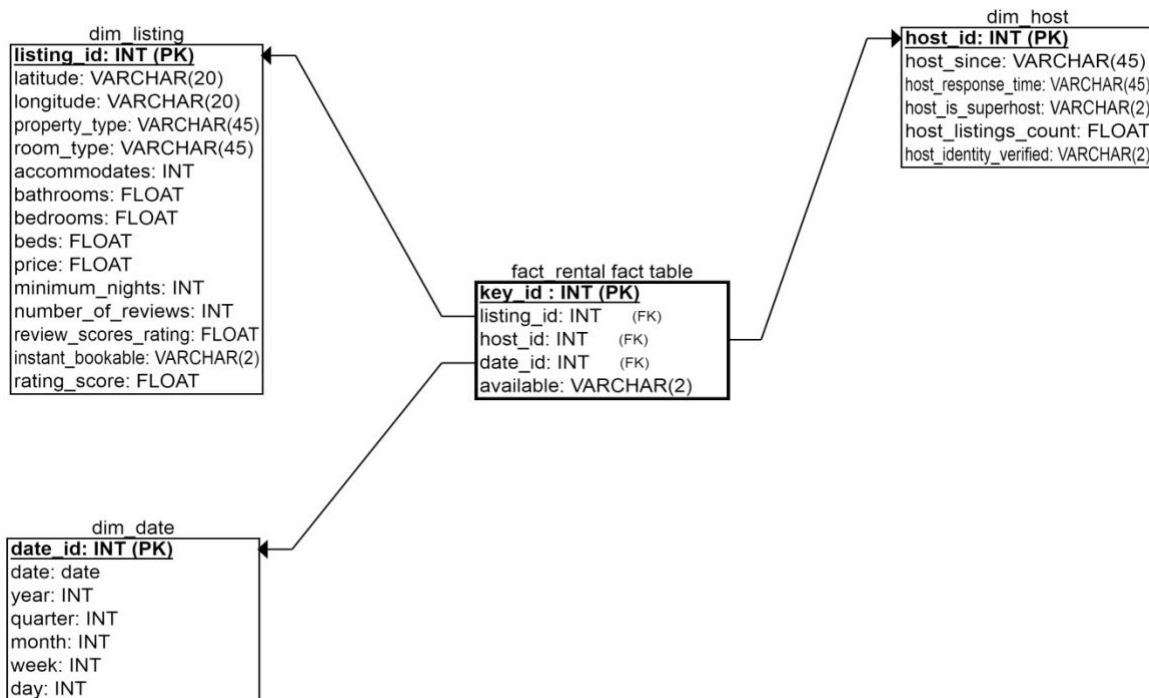 dim_listing
listing_id: INT (PK)
latitude: VARCHAR(20)
longitude: VARCHAR(20)
property_type: VARCHAR(45)
room_type: VARCHAR(45)
accommodates: INT
bathrooms: FLOAT
bedrooms: FLOAT
beds: FLOAT
price: FLOAT
minimum_nights: INT
number_of_reviews: INT
review_scores_rating: FLOAT
instant_bookable: VARCHAR(2)
rating_score: FLOAT
dim_host
host_id: INT (PK)
host_since: VARCHAR(45)
host_response_time: VARCHAR(45)
host_is_superhost: VARCHAR(2)
host_listings_count: FLOAT
host_identity_verified: VARCHAR(2)
fact_rental fact table
key_id : INT (PK)
listing_id: INT (FK)
host_id: INT (FK)
date_id: INT (FK)
available: VARCHAR(2)
dim_date
date_id: INT (PK)
date: date
year: INT
quarter: INT
month: INT
week: INT
day: INT